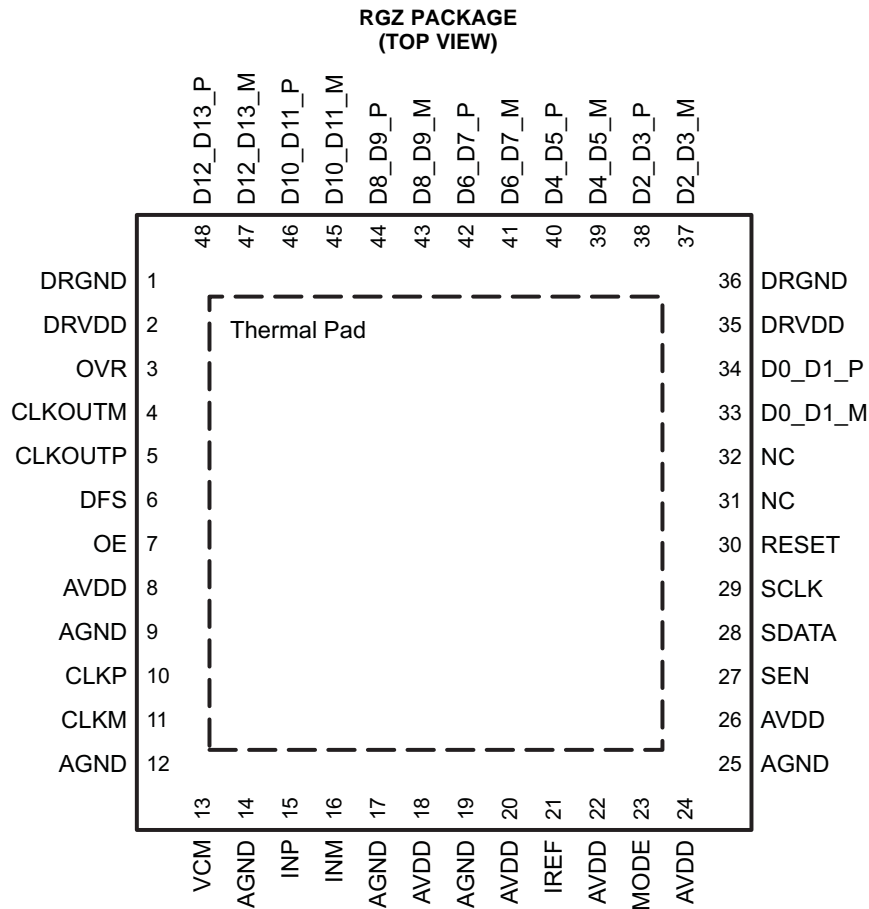 RGZ PACKAGE
(TOP VIEW)
D12_D13_P
D12_D13_M
D10_D11_P
D10_D11_M
D8_D9_P
D8_D9_M
D6_D7_P
D6_D7_M
D4_D5_P
D4_D5_M
D2_D3_P
D2_D3_M
48 47 46 45 44 43 42 41 40 39 38 37
DRGND 1
DRVDD 2
OVR 3
CLKOUTM 4
CLKOUTP 5
DFS 6
OE 7
AVDD 8
AGND 9
CLKP 10
CLKM 11
AGND 12
Thermal Pad
36 DRGND
35 DRVDD
34 D0_D1_P
33 D0_D1_M
32 NC
31 NC
30 RESET
29 SCLK
28 SDATA
27 SEN
26 AVDD
25 AGND
13 14 15 16 17 18 19 20 21 22 23 24
VCM
AGND
INP
INM
AGND
AVDD
AGND
AVDD
IREF
AVDD
MODE
AVDD